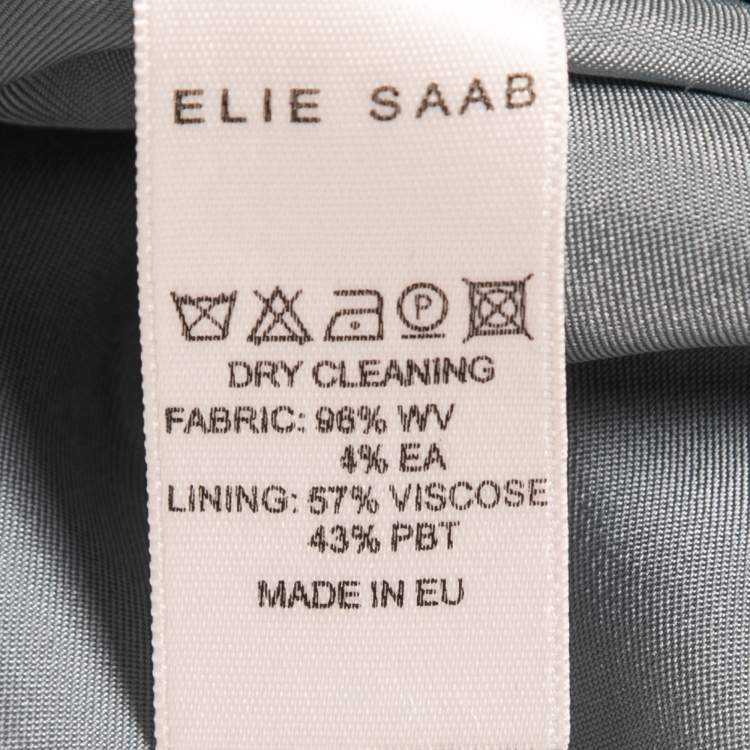 ELIE SAAB
P
DRY CLEANING
FABRIC: 96% WV
4% EA
LINING: 57% VISCOSE
43% PBT
MADE IN EU